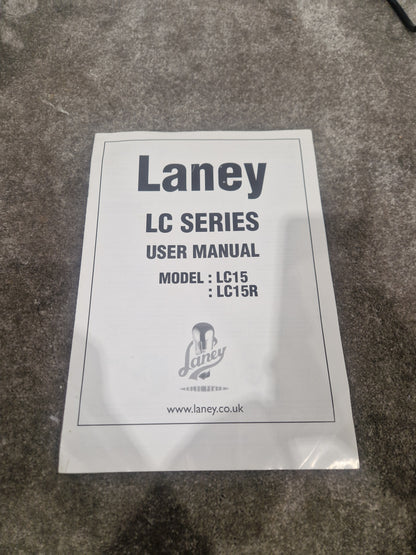 Laney
LC SERIES
USER MANUAL
MODEL : LC15
: LC15R
Laney
www.laney.co.uk